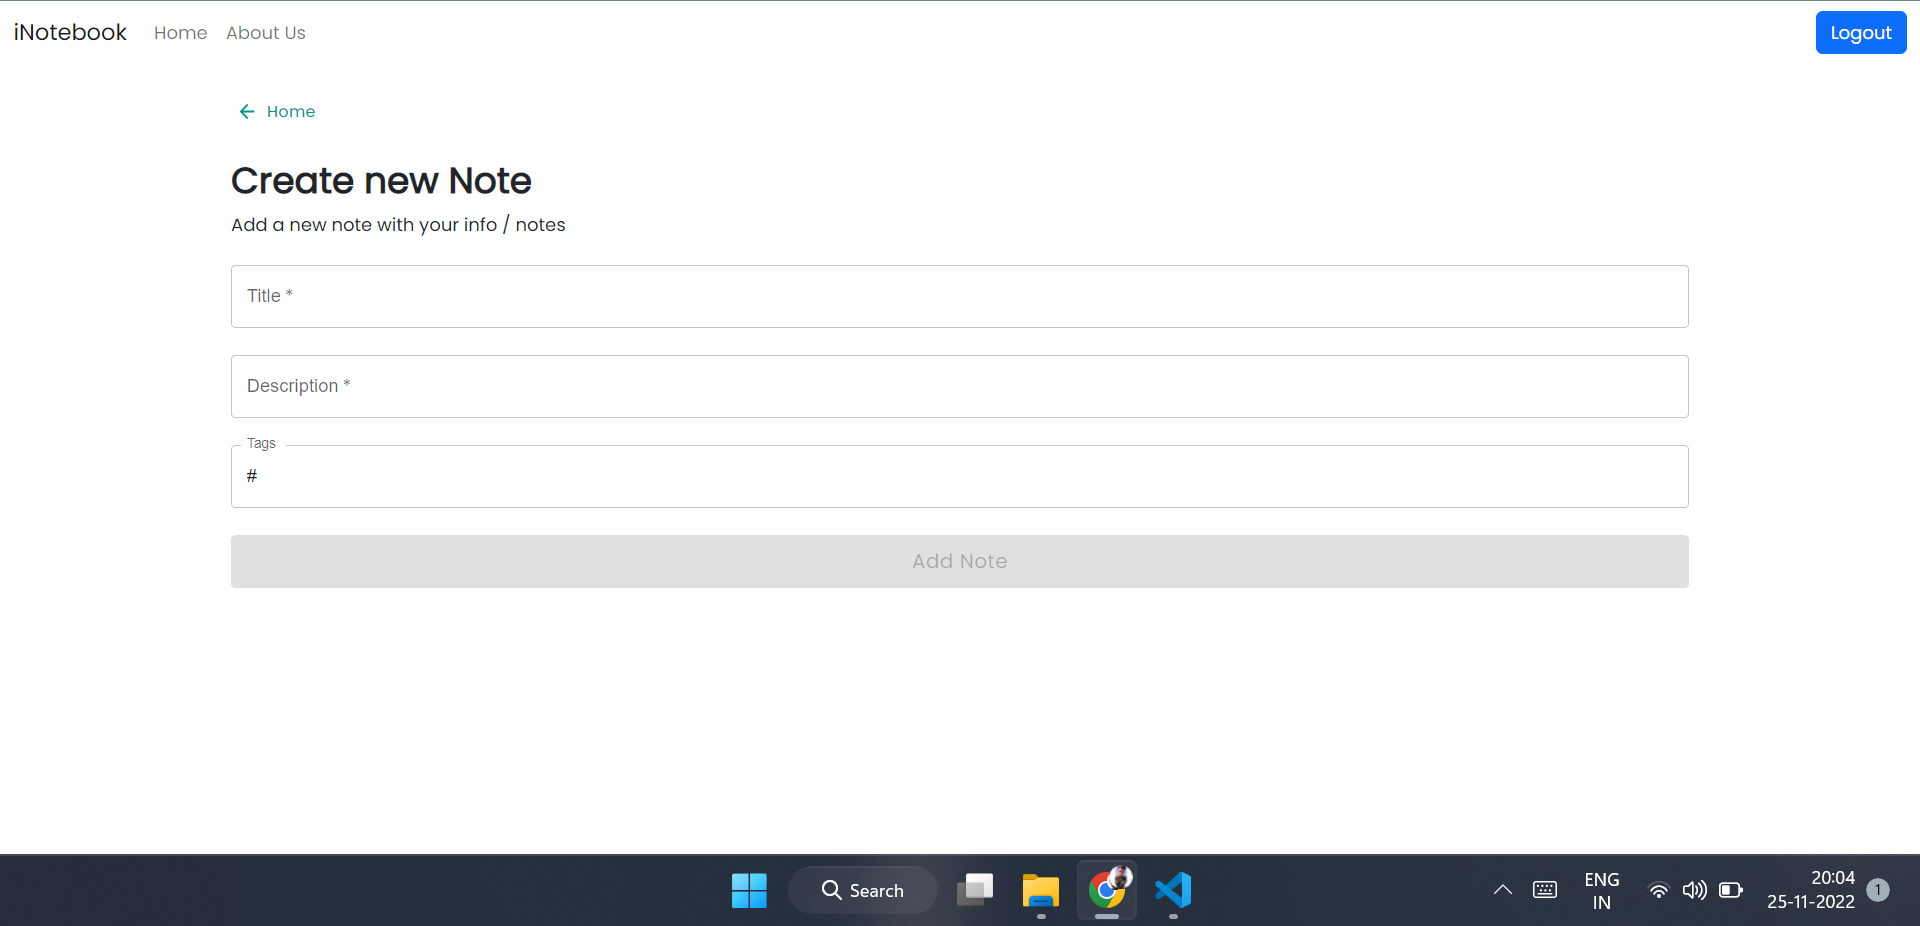 iNotebook Home About Us Logout
Home
Create new Note
Add a new note with your info / notes
Title *
Description *
Tags
#
Add Note
Search
ENG
IN
20:04
25-11-2022
1